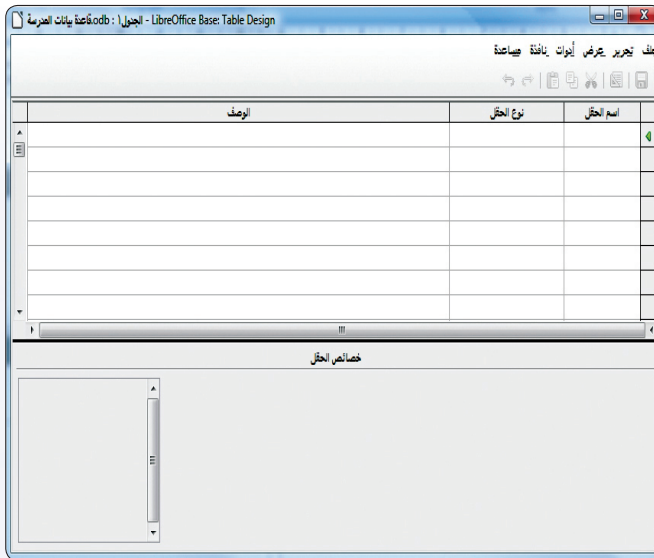 قاعدة بيانات المدرسة.odb : الجدول١ - LibreOffice Base: Table Design
ملف تحرير عرض أدوات نافذة مساعدة
اسم الحقل نوع الحقل الوصف
خصائص الحقل